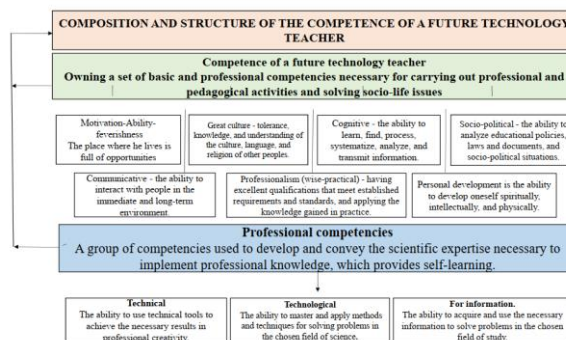 COMPOSITION AND STRUCTURE OF THE COMPETENCE OF A FUTURE TECHNOLOGY
TEACHER
Competence of a future technology teacher
Owning a set of basic and professional competencies necessary for carrying out professional and
pedagogical activities and solving socio-life issues
Motivation-Ability-
feverishness
The place where he lives is
full of opportunities
Great culture - tolerance,
knowledge, and understanding of
the culture, language, and
religion of other peoples.
Cognitive - the ability to
learn, find, process,
systematize, analyze, and
transmit information.
Socio-political - the ability to
analyze educational policies,
laws and documents, and
socio-political situations.
Communicative - the ability to
interact with people in the
immediate and long-term
environment.
Professionalism (wise-practical) - having
excellent qualifications that meet established
requirements and standards, and applying the
knowledge gained in practice.
Personal development is the ability
to develop oneself spiritually,
intellectually, and physically.
Professional competencies
A group of competencies used to develop and convey the scientific expertise necessary to
implement professional knowledge, which provides self-learning.
Technical
The ability to use technical tools to
achieve the necessary results in
professional creativity.
Technological
The ability to master and apply methods
and techniques for solving problems in
the chosen field of science.
For information.
The ability to acquire and use the necessary
information to solve problems in the chosen
field of study.